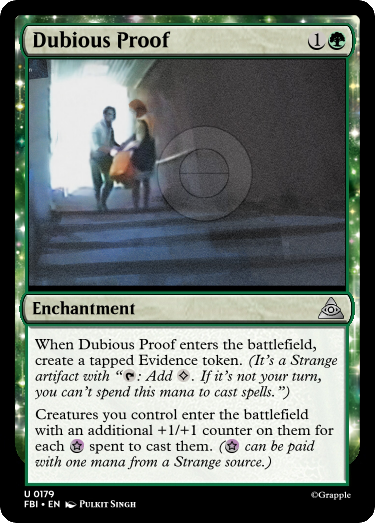 Dubious Proof 1
Enchantment
When Dubious Proof enters the battlefield,
create a tapped Evidence token. (It's a Strange
artifact with “: Add . If it's not your turn,
you can't spend this mana to cast spells.”)
Creatures you control enter the battlefield
with an additional +1/+1 counter on them for
each spent to cast them. ( can be paid
with one mana from a Strange source.)
U 0179
FBI • EN Pulkit Singh
©Grapple